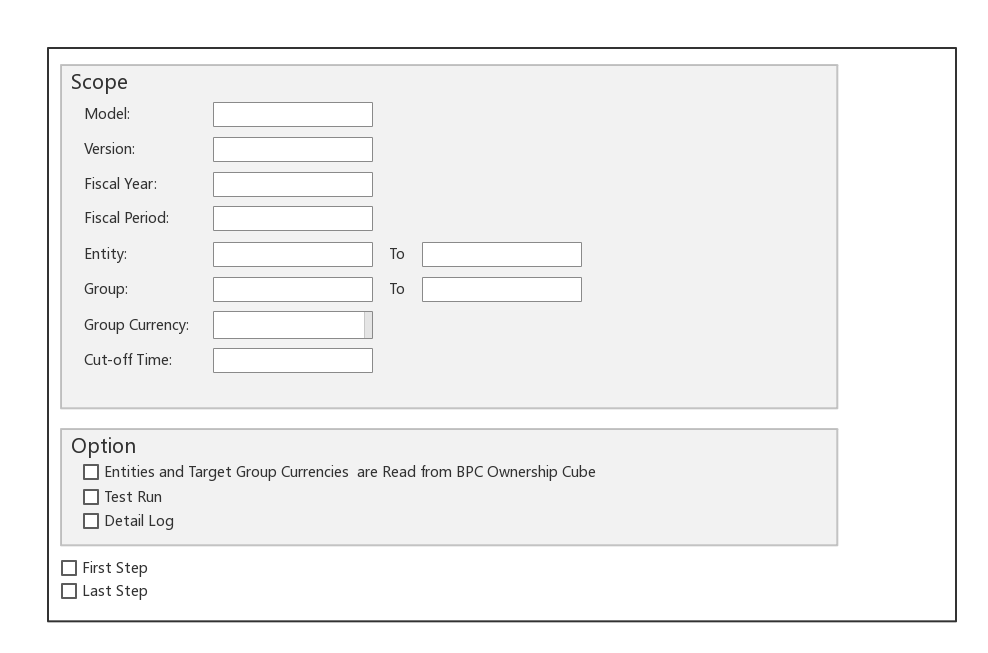 Scope
Model:
Version:
Fiscal Year:
Fiscal Period:
Entity: To
Group: To
Group Currency:
Cut-off Time:
Option
Entities and Target Group Currencies  are Read from BPC Ownership Cube
Test Run
Detail Log
First Step
Last Step